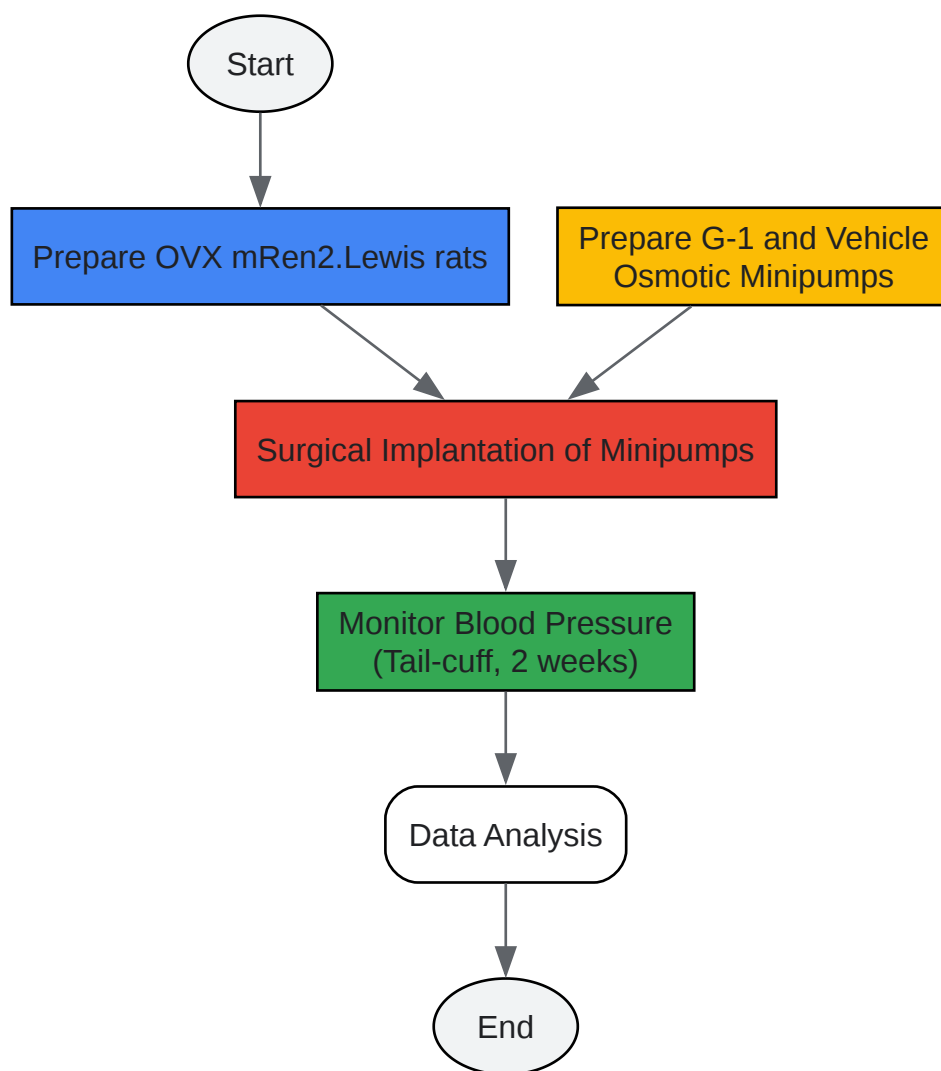 Start
Prepare OVX mRen2.Lewis rats
Prepare G-1 and Vehicle
Osmotic Minipumps
Surgical Implantation of Minipumps
Monitor Blood Pressure
(Tail-cuff, 2 weeks)
Data Analysis
End